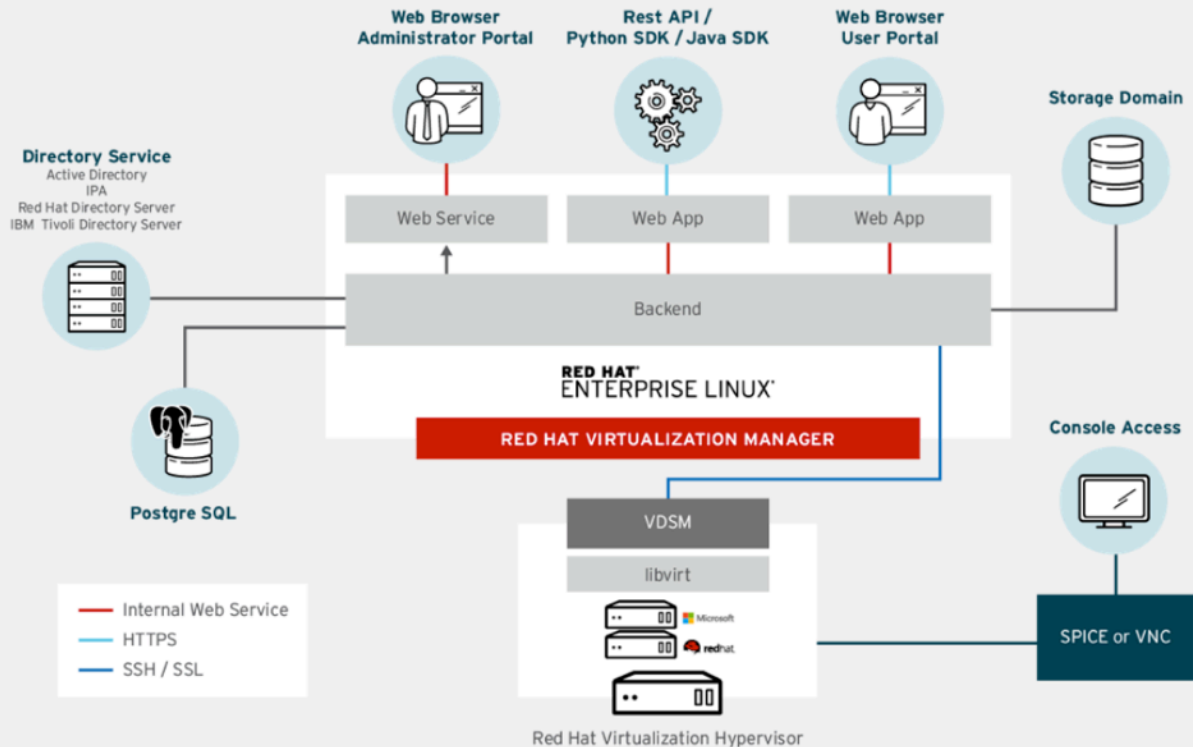 Web Browser
Administrator Portal
Rest API /
Python SDK / Java SDK
Web Browser
User Portal
Storage Domain
Directory Service
Active Directory
IPA
Red Hat Directory Server
IBM Tivoli Directory Server
Web Service
Web App
Web App
Backend
RED HAT®
ENTERPRISE LINUX®
RED HAT VIRTUALIZATION MANAGER
Postgre SQL
Console Access
VDSM
libvirt
Microsoft
redhat.
SPICE or VNC
Internal Web Service
HTTPS
SSH / SSL
Red Hat Virtualization Hypervisor